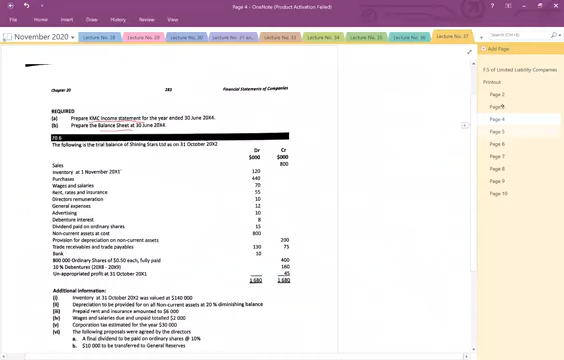 Page 4 - OneNote (Product Activation Failed)
File Home Insert Draw History Review View
November 2020
Lecture No. 28 Lecture No. 29 Lecture No. 30 Lecture No. 31 an... Lecture No. 33 Lecture No. 34 Lecture No. 35 Lecture No. 36 Lecture No. 37
Search (Ctrl+E)
Add Page
F.S of Limited Liability Companies
Printout
Page 2
Page
Page 4
Page 5
Page 6
Page 7
Page 8
Page 9
Page 10
Chapter 20 283 Financial Statements of Companies
REQUIRED
(a) Prepare KMC income statement for the year ended 30 June 20X4.
(b) Prepare the Balance Sheet at 30 June 20X4.
20.6
The following is the trial balance of Shining Stars Ltd as on 31 October 20X2
Dr Cr
$000 $000
Sales 800
Inventory at 1 November 20X1 120
Purchases 440
Wages and salaries 70
Rent, rates and insurance 55
Directors remuneration 10
General expenses 12
Advertising 10
Debenture interest 8
Dividend paid on ordinary shares 15
Non-current assets at cost 800
Provision for depreciation on non-current assets 200
Trade receivables and trade payables 130 75
Bank 10
800 000 Ordinary Shares of $0.50 each, fully paid 400
10 % Debentures (20X8 - 20X9) 160
Un-appropriated profit at 31 October 20X1 45
1 680 1 680
Additional information:
(i) Inventory at 31 October 20X2 was valued at $140 000
(ii) Depreciation to be provided for on all Non-current assets at 20 % diminishing balance
(iii) Prepaid rent and insurance amounted to $6 000
(iv) Wages and salaries due and unpaid totalled $2 000
(v) Corporation tax estimated for the year $30 000
(vi) The following proposals were agreed by the directors
a. A final dividend to be paid on ordinary shares @ 10%
b. $10 000 to be transferred to General Reserves